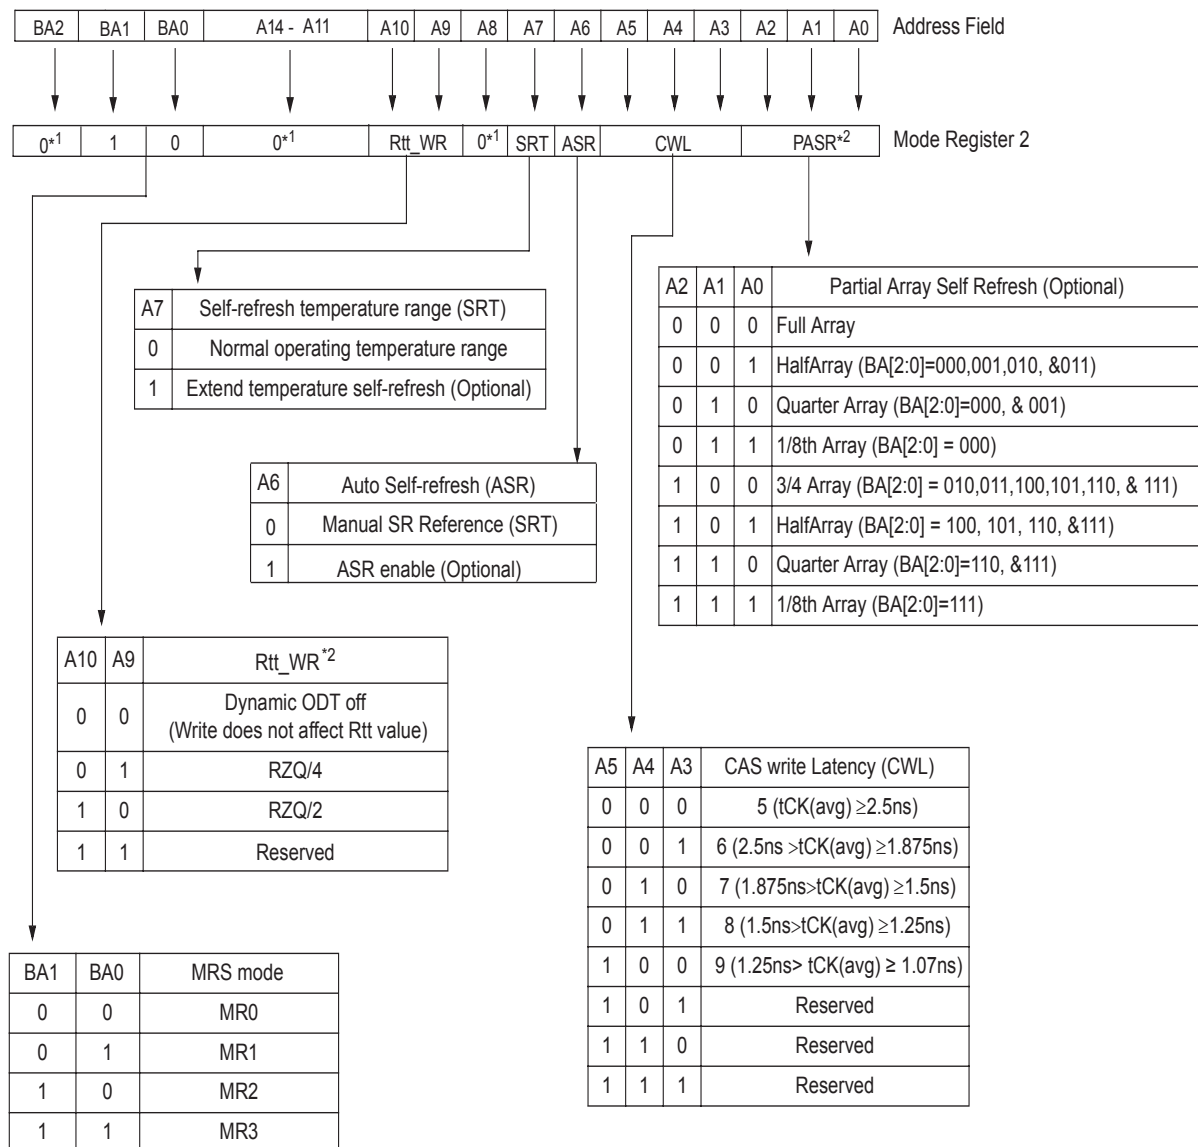 BA2 BA1 BA0 A14 - A11 A10 A9 A8 A7 A6 A5 A4 A3 A2 A1 A0 Address Field
0*1 1 0 0*1 Rtt_WR 0*1 SRT ASR CWL PASR*2 Mode Register 2
A7 Self-refresh temperature range (SRT)
0 Normal operating temperature range
1 Extend temperature self-refresh (Optional)
A2 A1 A0 Partial Array Self Refresh (Optional)
0 0 0 Full Array
0 0 1 HalfArray (BA[2:0]=000,001,010, &011)
0 1 0 Quarter Array (BA[2:0]=000, & 001)
0 1 1 1/8th Array (BA[2:0] = 000)
1 0 0 3/4 Array (BA[2:0] = 010,011,100,101,110, & 111)
1 0 1 HalfArray (BA[2:0] = 100, 101, 110, &111)
1 1 0 Quarter Array (BA[2:0]=110, &111)
1 1 1 1/8th Array (BA[2:0]=111)
A6 Auto Self-refresh (ASR)
0 Manual SR Reference (SRT)
1 ASR enable (Optional)
A10 A9 Rtt_WR*2
0 0 Dynamic ODT off
(Write does not affect Rtt value)
0 1 RZQ/4
1 0 RZQ/2
1 1 Reserved
A5 A4 A3 CAS write Latency (CWL)
0 0 0 5 (tCK(avg) ≥2.5ns)
0 0 1 6 (2.5ns >tCK(avg) ≥1.875ns)
0 1 0 7 (1.875ns>tCK(avg) ≥1.5ns)
0 1 1 8 (1.5ns>tCK(avg) ≥1.25ns)
1 0 0 9 (1.25ns> tCK(avg) ≥ 1.07ns)
1 0 1 Reserved
1 1 0 Reserved
1 1 1 Reserved
BA1 BA0 MRS mode
0 0 MR0
0 1 MR1
1 0 MR2
1 1 MR3